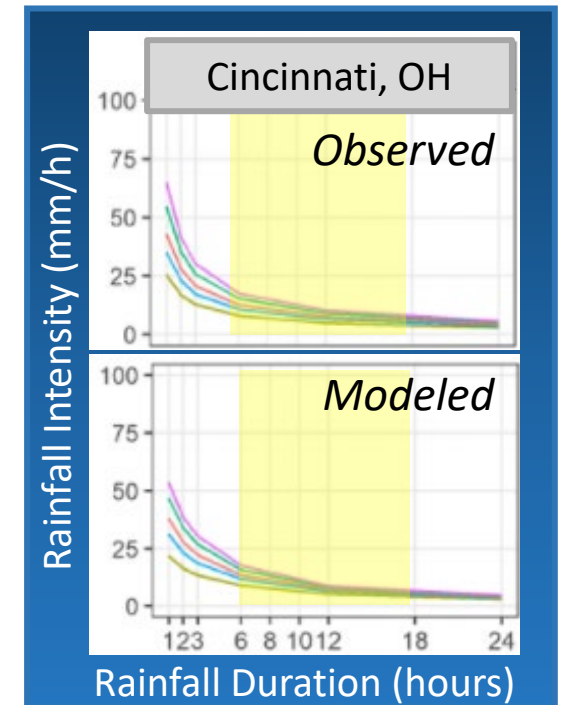 Cincinnati, OH
Rainfall Intensity (mm/h)
100
Observed
75
50
25
0
100
Modeled
75
50
25
0
1 2 3 6 8 10 12 18 24
Rainfall Duration (hours)